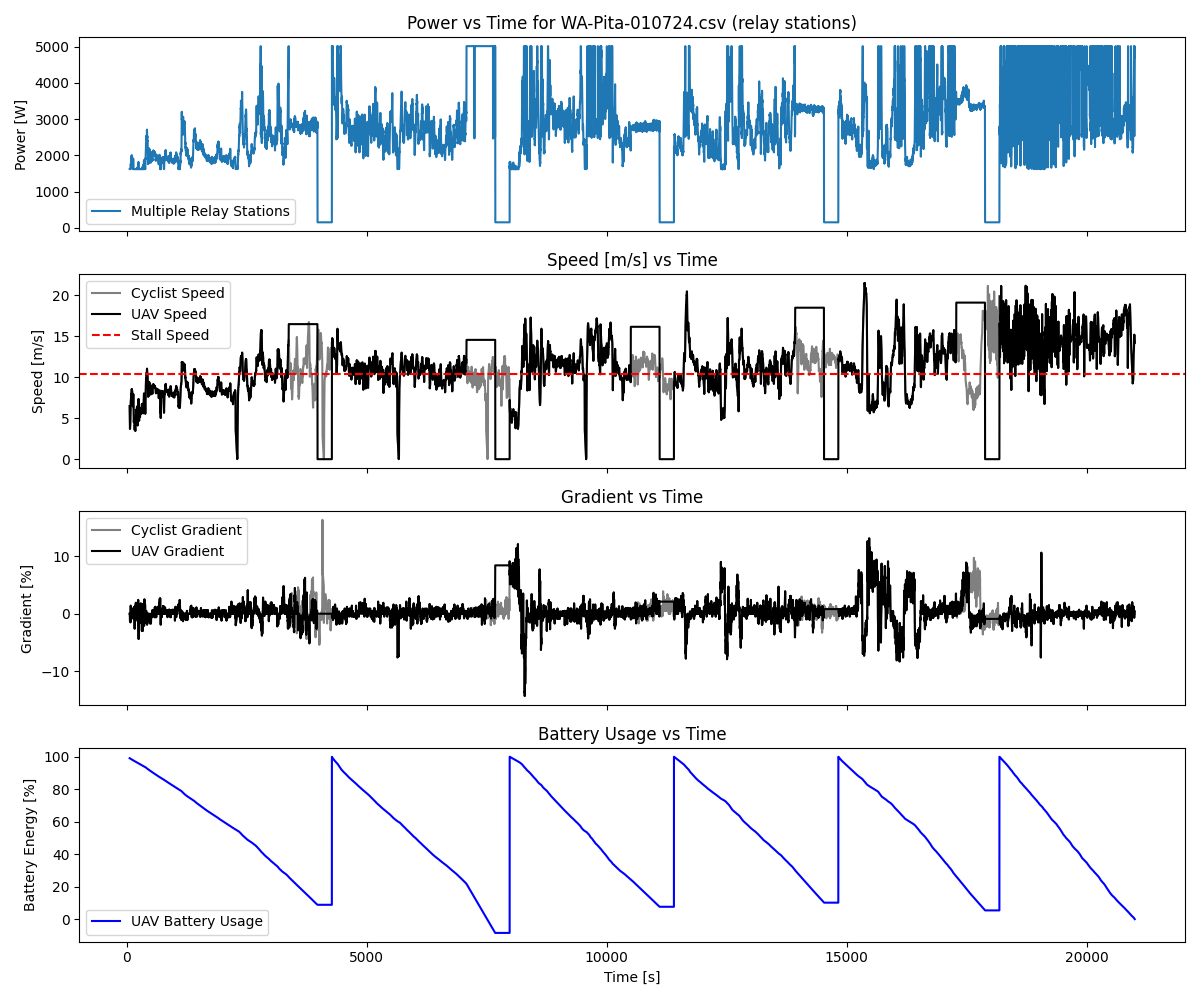 Power vs Time for WA-Pita-010724.csv (relay stations)
5000
4000
3000
2000
1000
0
Power [W]
Multiple Relay Stations
Speed [m/s] vs Time
20
15
10
5
0
Speed [m/s]
Cyclist Speed
UAV Speed
Stall Speed
Gradient vs Time
10
0
−10
Gradient [%]
Cyclist Gradient
UAV Gradient
Battery Usage vs Time
100
80
60
40
20
0
Battery Energy [%]
UAV Battery Usage
0 5000 10000 15000 20000
Time [s]